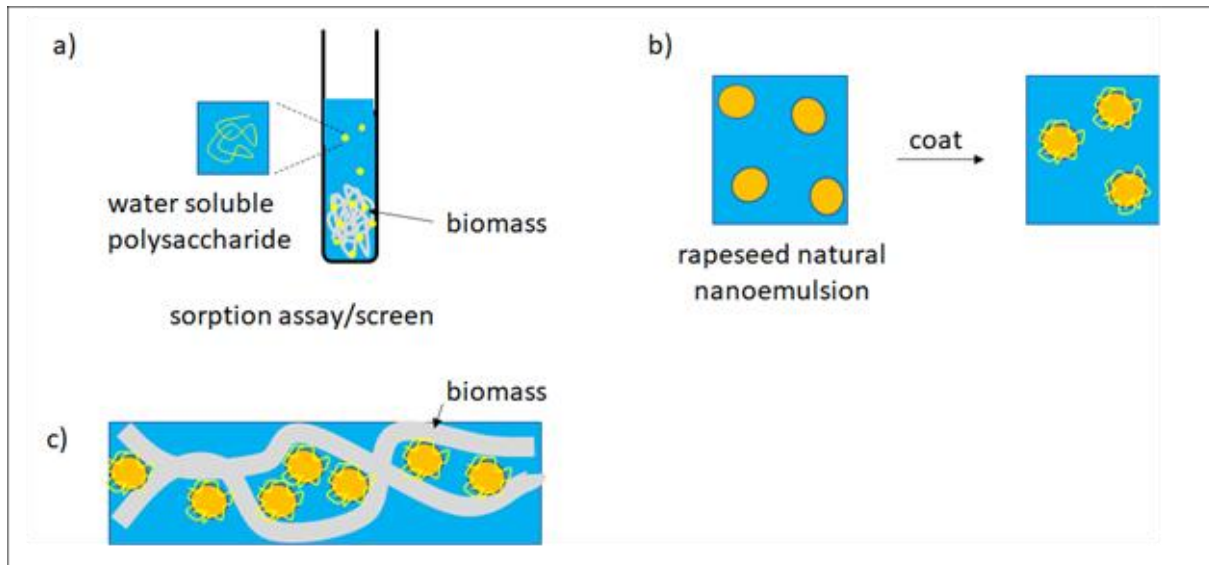 a)
water soluble
polysaccharide
biomass
sorption assay/screen
b)
coat
rapeseed natural
nanoemulsion
biomass
c)